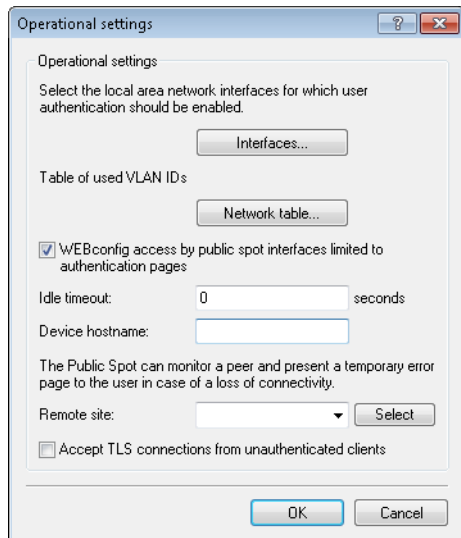 Operational settings
Operational settings
Select the local area network interfaces for which user
authentication should be enabled.
Interfaces...
Table of used VLAN IDs
Network table...
WEBconfig access by public spot interfaces limited to
authentication pages
Idle timeout: 0 seconds
Device hostname:
The Public Spot can monitor a peer and present a temporary error
page to the user in case of a loss of connectivity.
Remote site: Select
Accept TLS connections from unauthenticated clients
OK Cancel